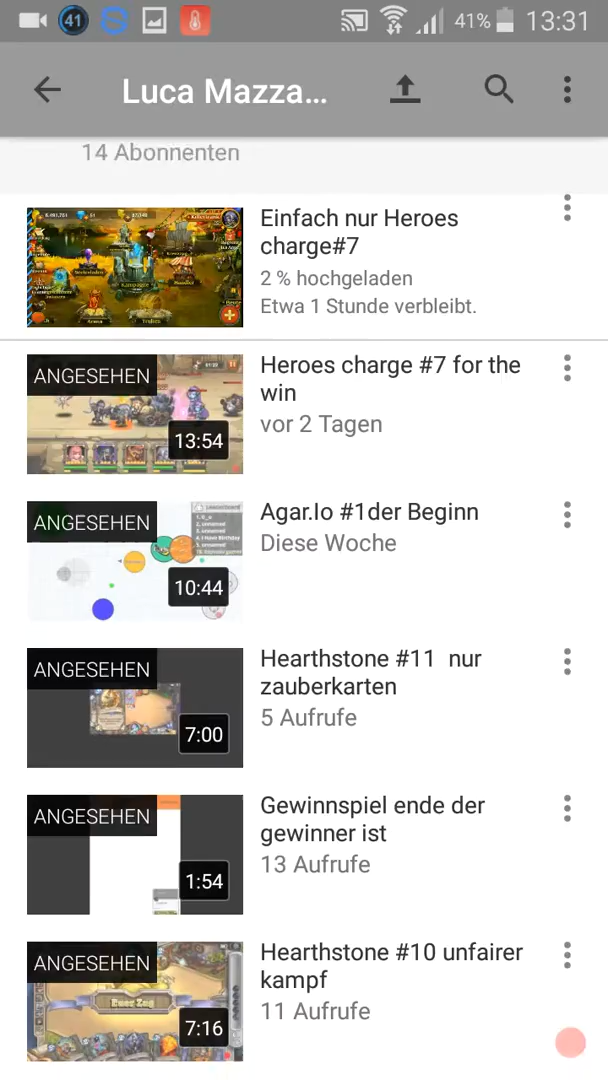 41
41%
13:31
Luca Mazza...
14 Abonnenten
Einfach nur Heroes
charge#7
2 % hochgeladen
Etwa 1 Stunde verbleibt.
ANGESEHEN
13:54
Heroes charge #7 for the
win
vor 2 Tagen
ANGESEHEN
10:44
Agar.Io #1der Beginn
Diese Woche
ANGESEHEN
7:00
Hearthstone #11 nur
zauberkarten
5 Aufrufe
ANGESEHEN
1:54
Gewinnspiel ende der
gewinner ist
13 Aufrufe
ANGESEHEN
Euer Zug
7:16
Hearthstone #10 unfairer
kampf
11 Aufrufe